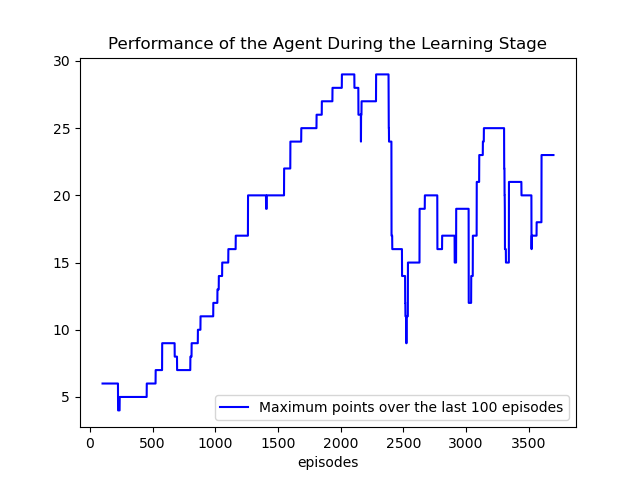 Performance of the Agent During the Learning Stage
30
25
20
15
10
5
Maximum points over the last 100 episodes
0 500 1000 1500 2000 2500 3000 3500
episodes